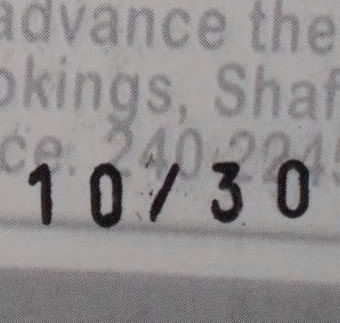 advance the
okings, Shaf
ce: 240 224
10/30